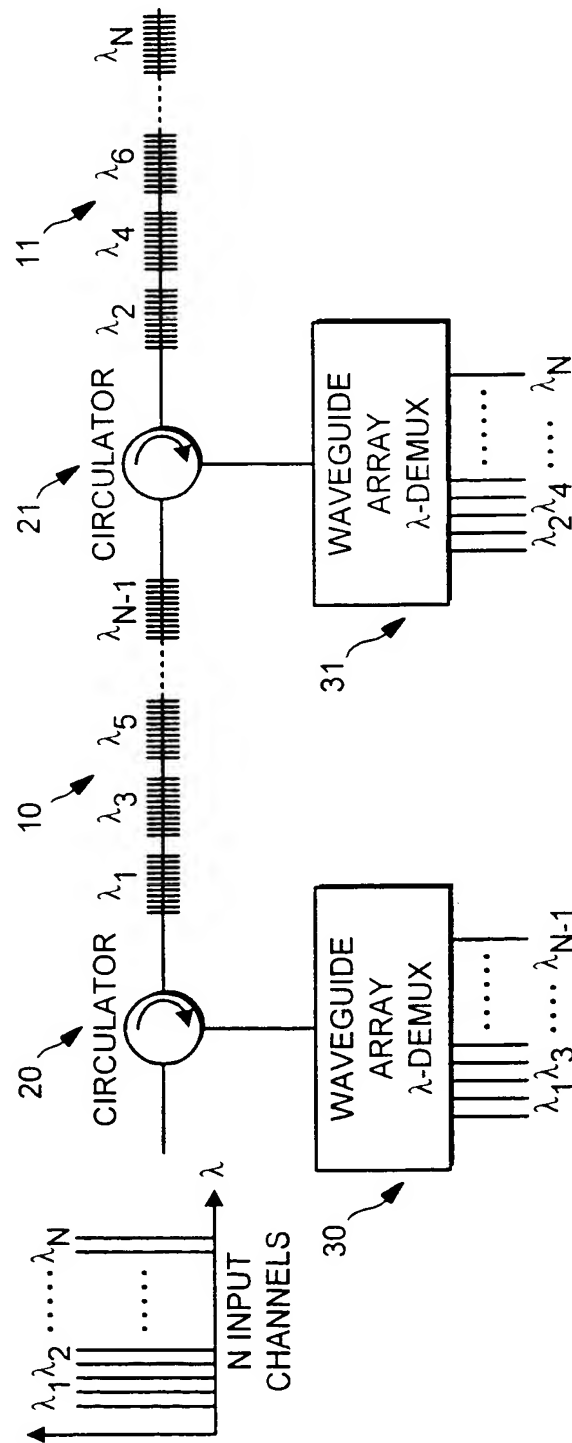 λ1λ2 ...... λN
......
λ
N INPUT
CHANNELS
20
CIRCULATOR
10
λ1 λ3 λ5 λN-1
21
CIRCULATOR
11
λ2 λ4 λ6 λN
WAVEGUIDE
ARRAY
λ-DEMUX
......
λ1λ3 ..... λN-1
30
WAVEGUIDE
ARRAY
λ-DEMUX
......
λ2λ4 ..... λN
31